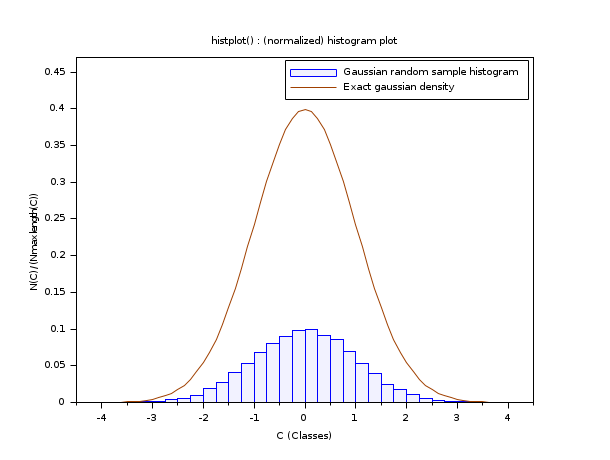 histplot() : (normalized) histogram plot
Gaussian random sample histogram
Exact gaussian density
0.45
0.4
0.35
0.3
0.25
0.2
0.15
0.1
0.05
0
N(C)/(Nmax length(C))
-4 -3 -2 -1 0 1 2 3 4
C (Classes)